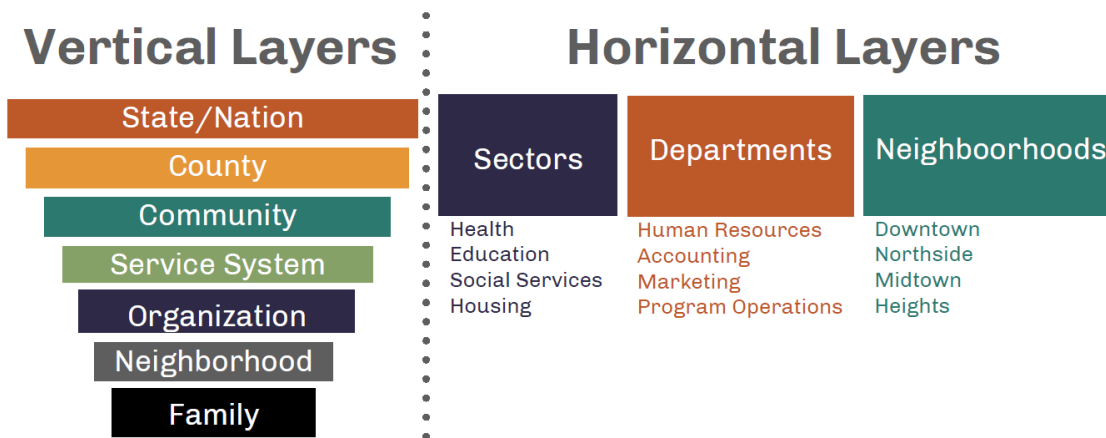 Vertical Layers
State/Nation
County
Community
Service System
Organization
Neighborhood
Family
Horizontal Layers
Sectors
Health
Education
Social Services
Housing
Departments
Human Resources
Accounting
Marketing
Program Operations
Neighboorhoods
Downtown
Northside
Midtown
Heights